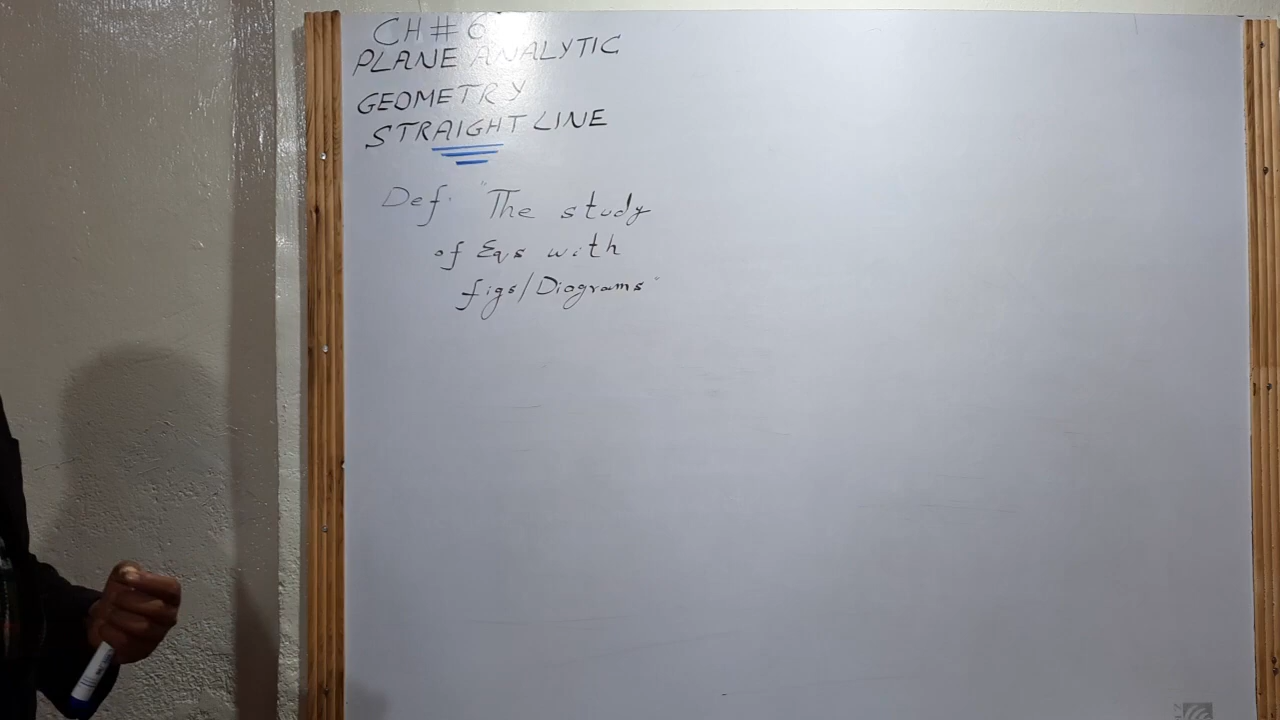 CH # 6
PLANE ANALYTIC
GEOMETRY
STRAIGHT LINE
Def: "The study
of Eqs with
figs/Diagrams"